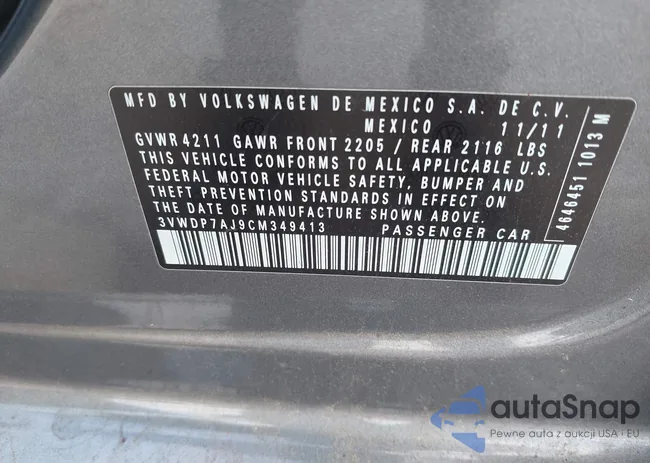 MFD BY VOLKSWAGEN DE MEXICO S.A. DE C.V.
MEXICO 11/11
GVWR 4211 GAWR FRONT 2205 / REAR 2116 LBS
THIS VEHICLE CONFORMS TO ALL APPLICABLE U.S.
FEDERAL MOTOR VEHICLE SAFETY, BUMPER AND
THEFT PREVENTION STANDARDS IN EFFECT ON
THE DATE OF MANUFACTURE SHOWN ABOVE.
3VWDP7AJ9CM349413 PASSENGER CAR
4646451 1013 M
autaSnap
Pewne auta z aukcji USA i EU